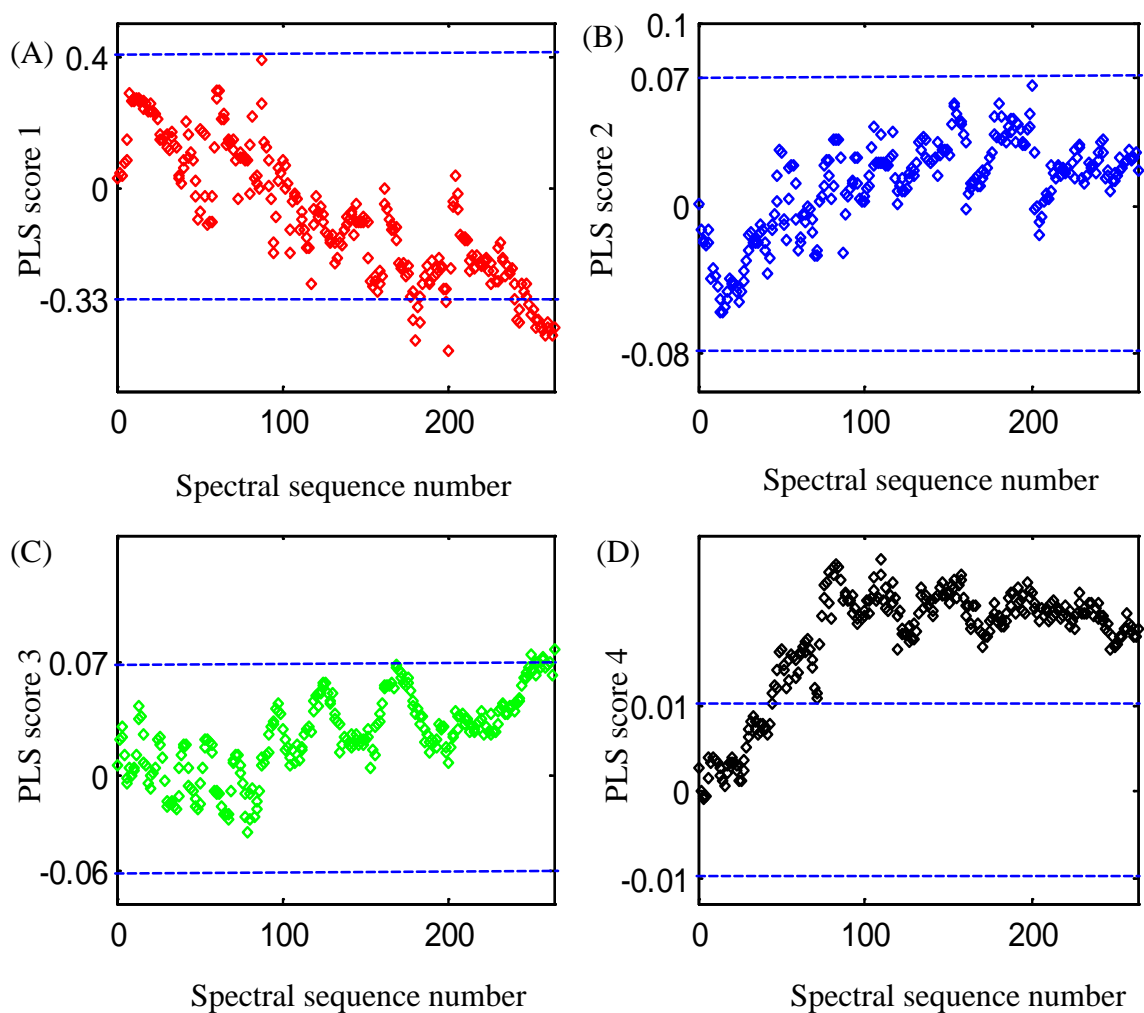 (A)
0.4
0
-0.33
PLS score 1
0 100 200
Spectral sequence number
(B)
0.1
0.07
0
-0.08
PLS score 2
0 100 200
Spectral sequence number
(C)
0.07
0
-0.06
PLS score 3
0 100 200
Spectral sequence number
(D)
0.01
0
-0.01
PLS score 4
0 100 200
Spectral sequence number